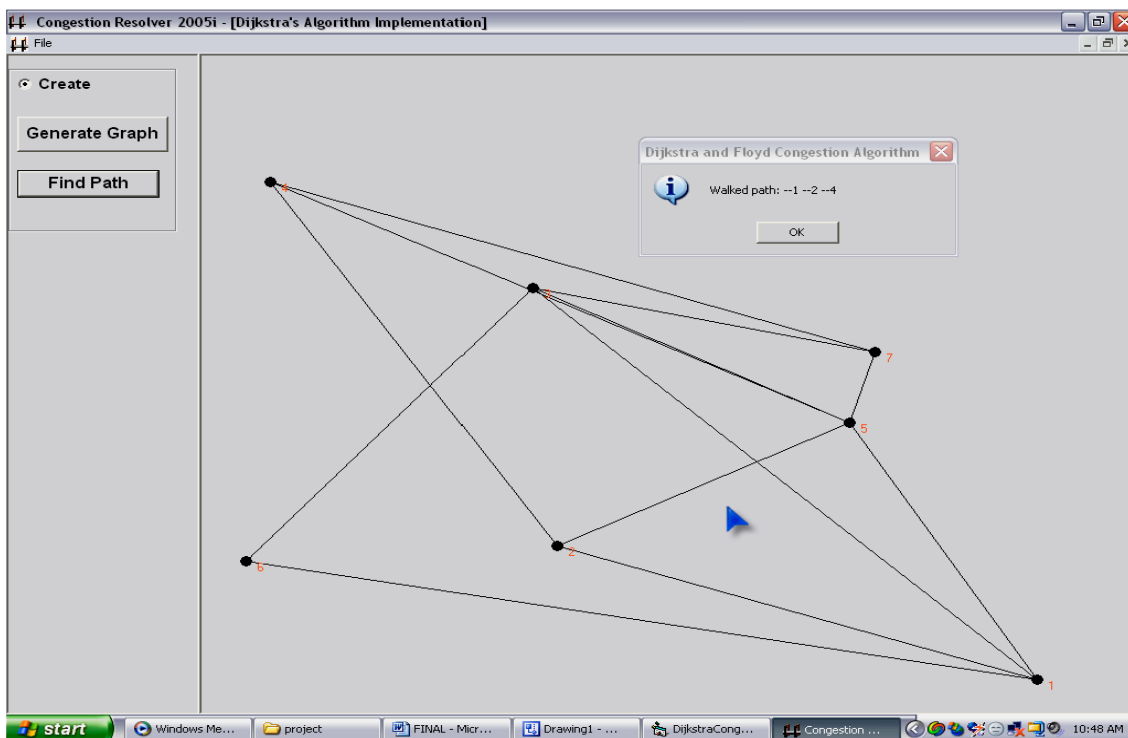 Congestion Resolver 2005i - [Dijkstra's Algorithm Implementation]
File
Create
Generate Graph
Find Path
Dijkstra and Floyd Congestion Algorithm
Walked path: --1 --2 --4
OK
4
7
5
2
6
1
start
Windows Me...
project
FINAL - Micr...
Drawing1 - ...
DijkstraCong...
Congestion ...
10:48 AM